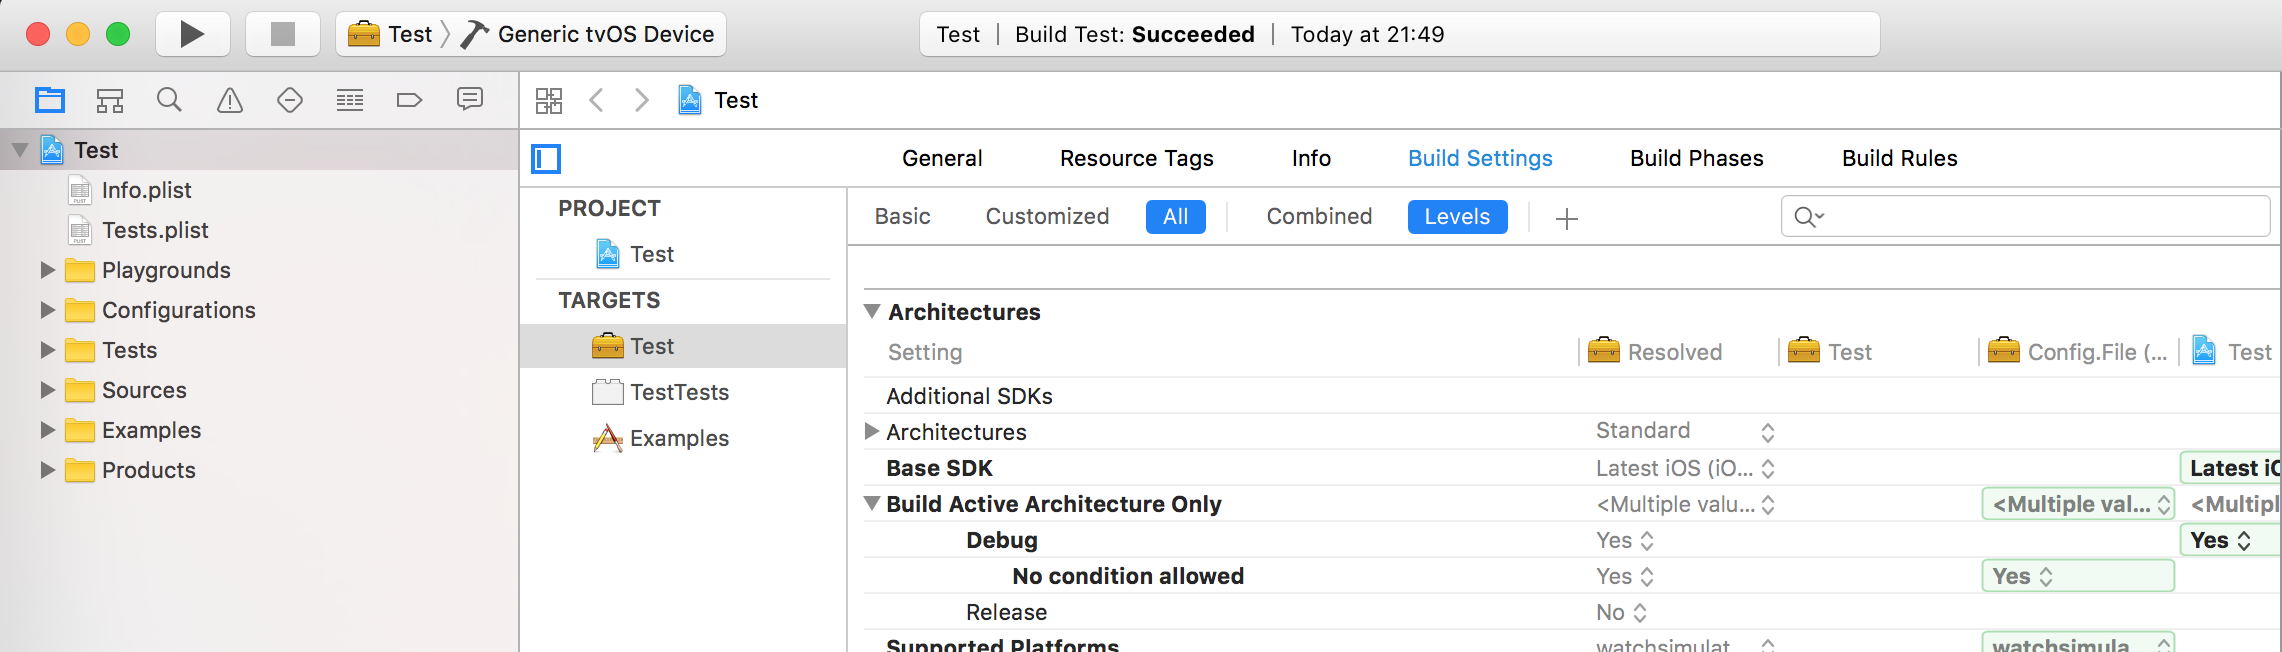 Test Generic tvOS Device Test Build Test: Succeeded Today at 21:49
Test
General Resource Tags Info Build Settings Build Phases Build Rules
Basic Customized All Combined Levels
Test
Info.plist
Tests.plist
Playgrounds
Configurations
Tests
Sources
Examples
Products
PROJECT
Test
TARGETS
Test
TestTests
Examples
Architectures
Setting Resolved Test Config.File (... Test
Additional SDKs
Architectures Standard
Base SDK Latest iOS (iO... Latest iO
Build Active Architecture Only <Multiple valu... <Multiple val... <Multipl
Debug Yes Yes
No condition allowed Yes Yes
Release No
Supported Platforms watchsimulat watchsimula